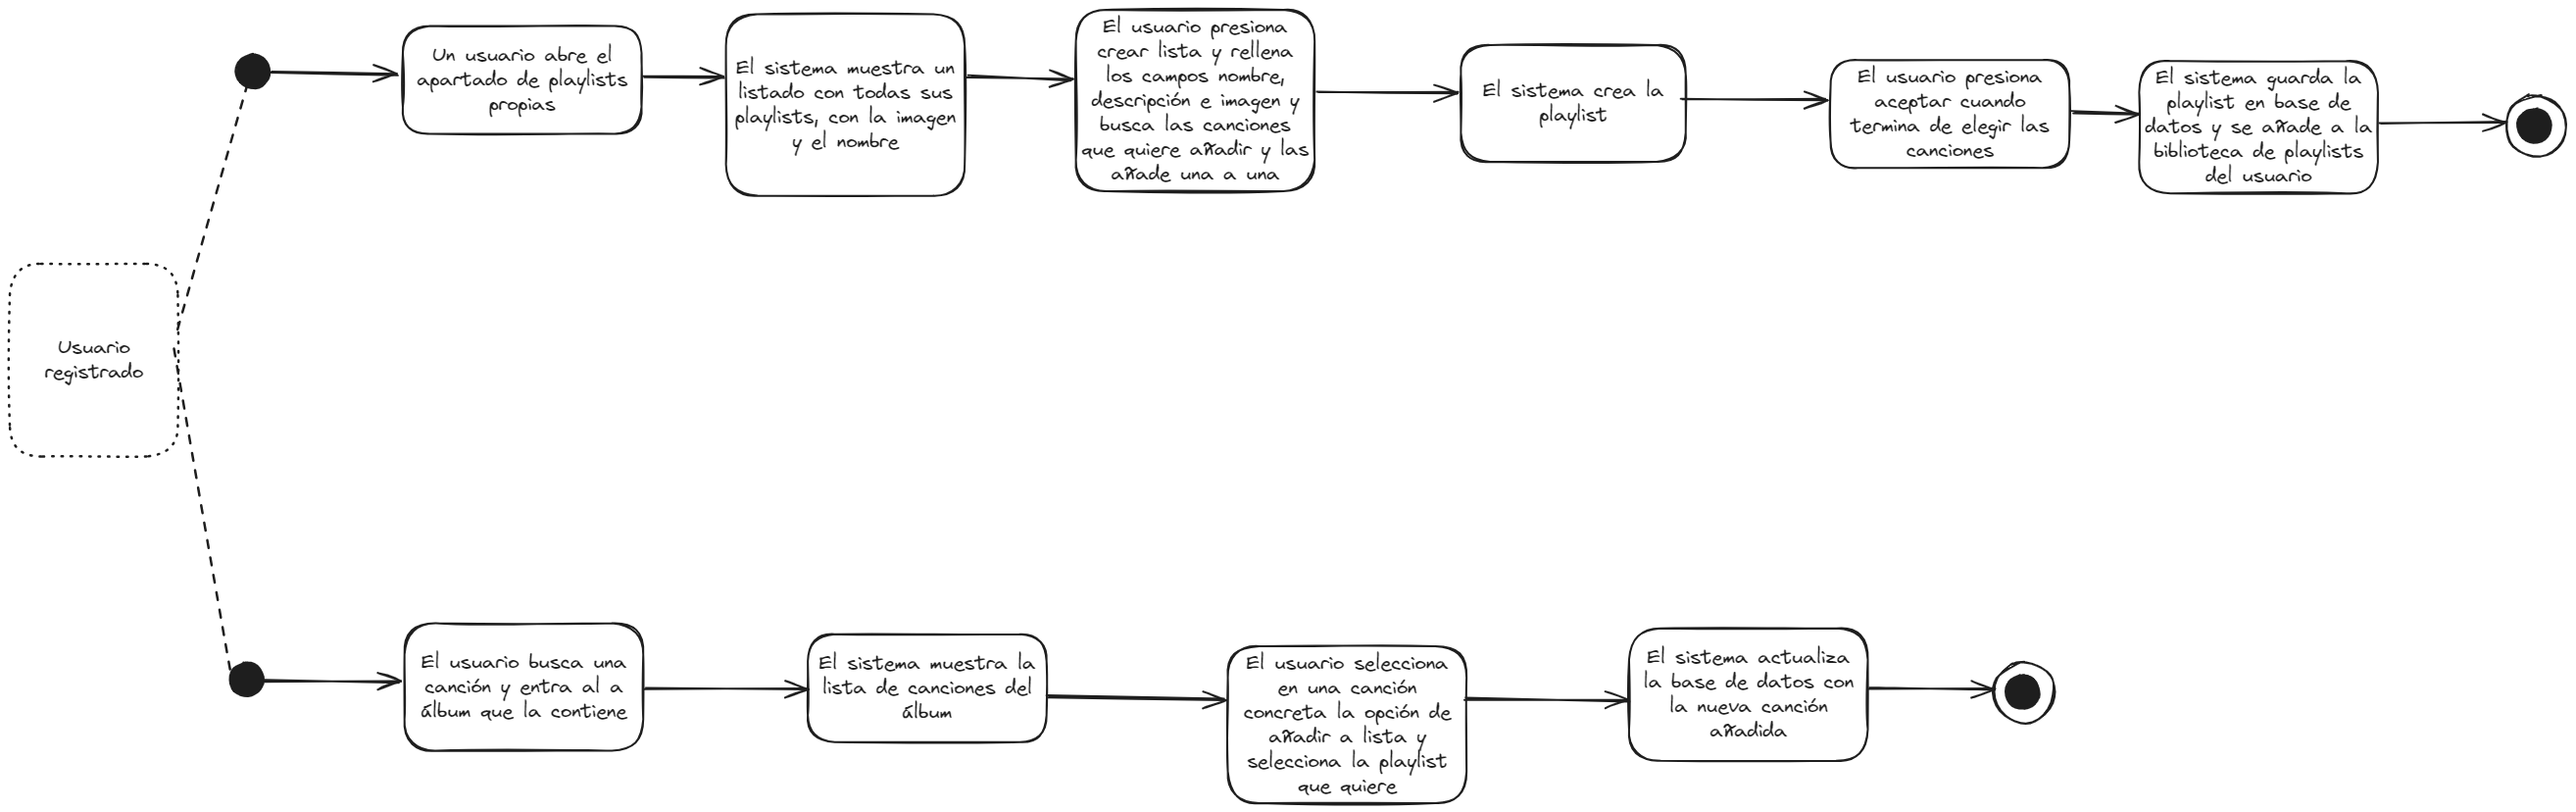 Un usuario abre el
apartado de playlists
propias
El sistema muestra un
listado con todas sus
playlists, con la imagen
y el nombre
El usuario presiona
crear lista y rellena
los campos nombre,
descripción e imagen y
busca las canciones
que quiere añadir y las
añade una a una
El sistema crea la
playlist
El usuario presiona
aceptar cuando
termina de elegir las
canciones
El sistema guarda la
playlist en base de
datos y se añade a la
biblioteca de playlists
del usuario
Usuario
registrado
El usuario busca una
canción y entra al a
álbum que la contiene
El sistema muestra la
lista de canciones del
álbum
El usuario selecciona
en una canción
concreta la opción de
añadir a lista y
selecciona la playlist
que quiere
El sistema actualiza
la base de datos con
la nueva canción
añadida